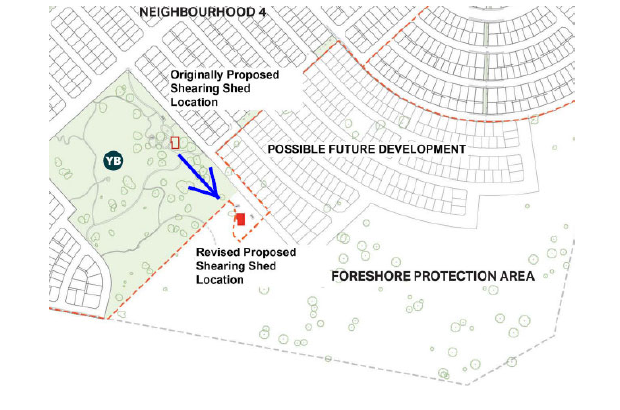 NEIGHBOURHOOD 4
Originally Proposed
Shearing Shed
Location
POSSIBLE FUTURE DEVELOPMENT
YB
Revised Proposed
Shearing Shed
Location
FORESHORE PROTECTION AREA